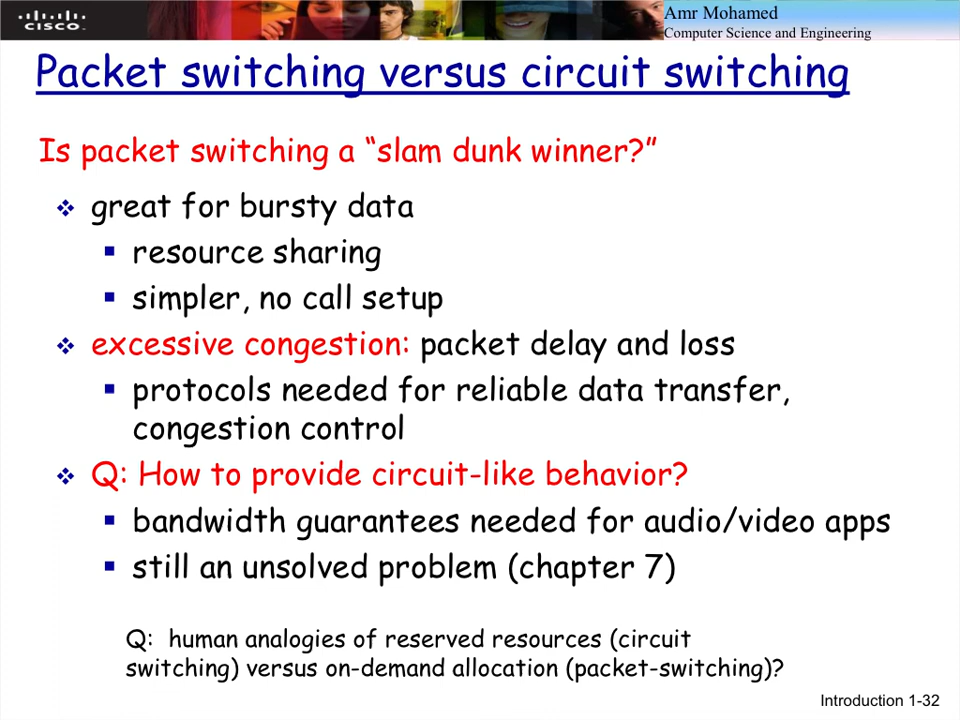 CISCO
Amr Mohamed
Computer Science and Engineering
Packet switching versus circuit switching
Is packet switching a “slam dunk winner?”
great for bursty data
resource sharing
simpler, no call setup
excessive congestion: packet delay and loss
protocols needed for reliable data transfer,
congestion control
Q: How to provide circuit-like behavior?
bandwidth guarantees needed for audio/video apps
still an unsolved problem (chapter 7)
Q: human analogies of reserved resources (circuit
switching) versus on-demand allocation (packet-switching)?
Introduction 1-32